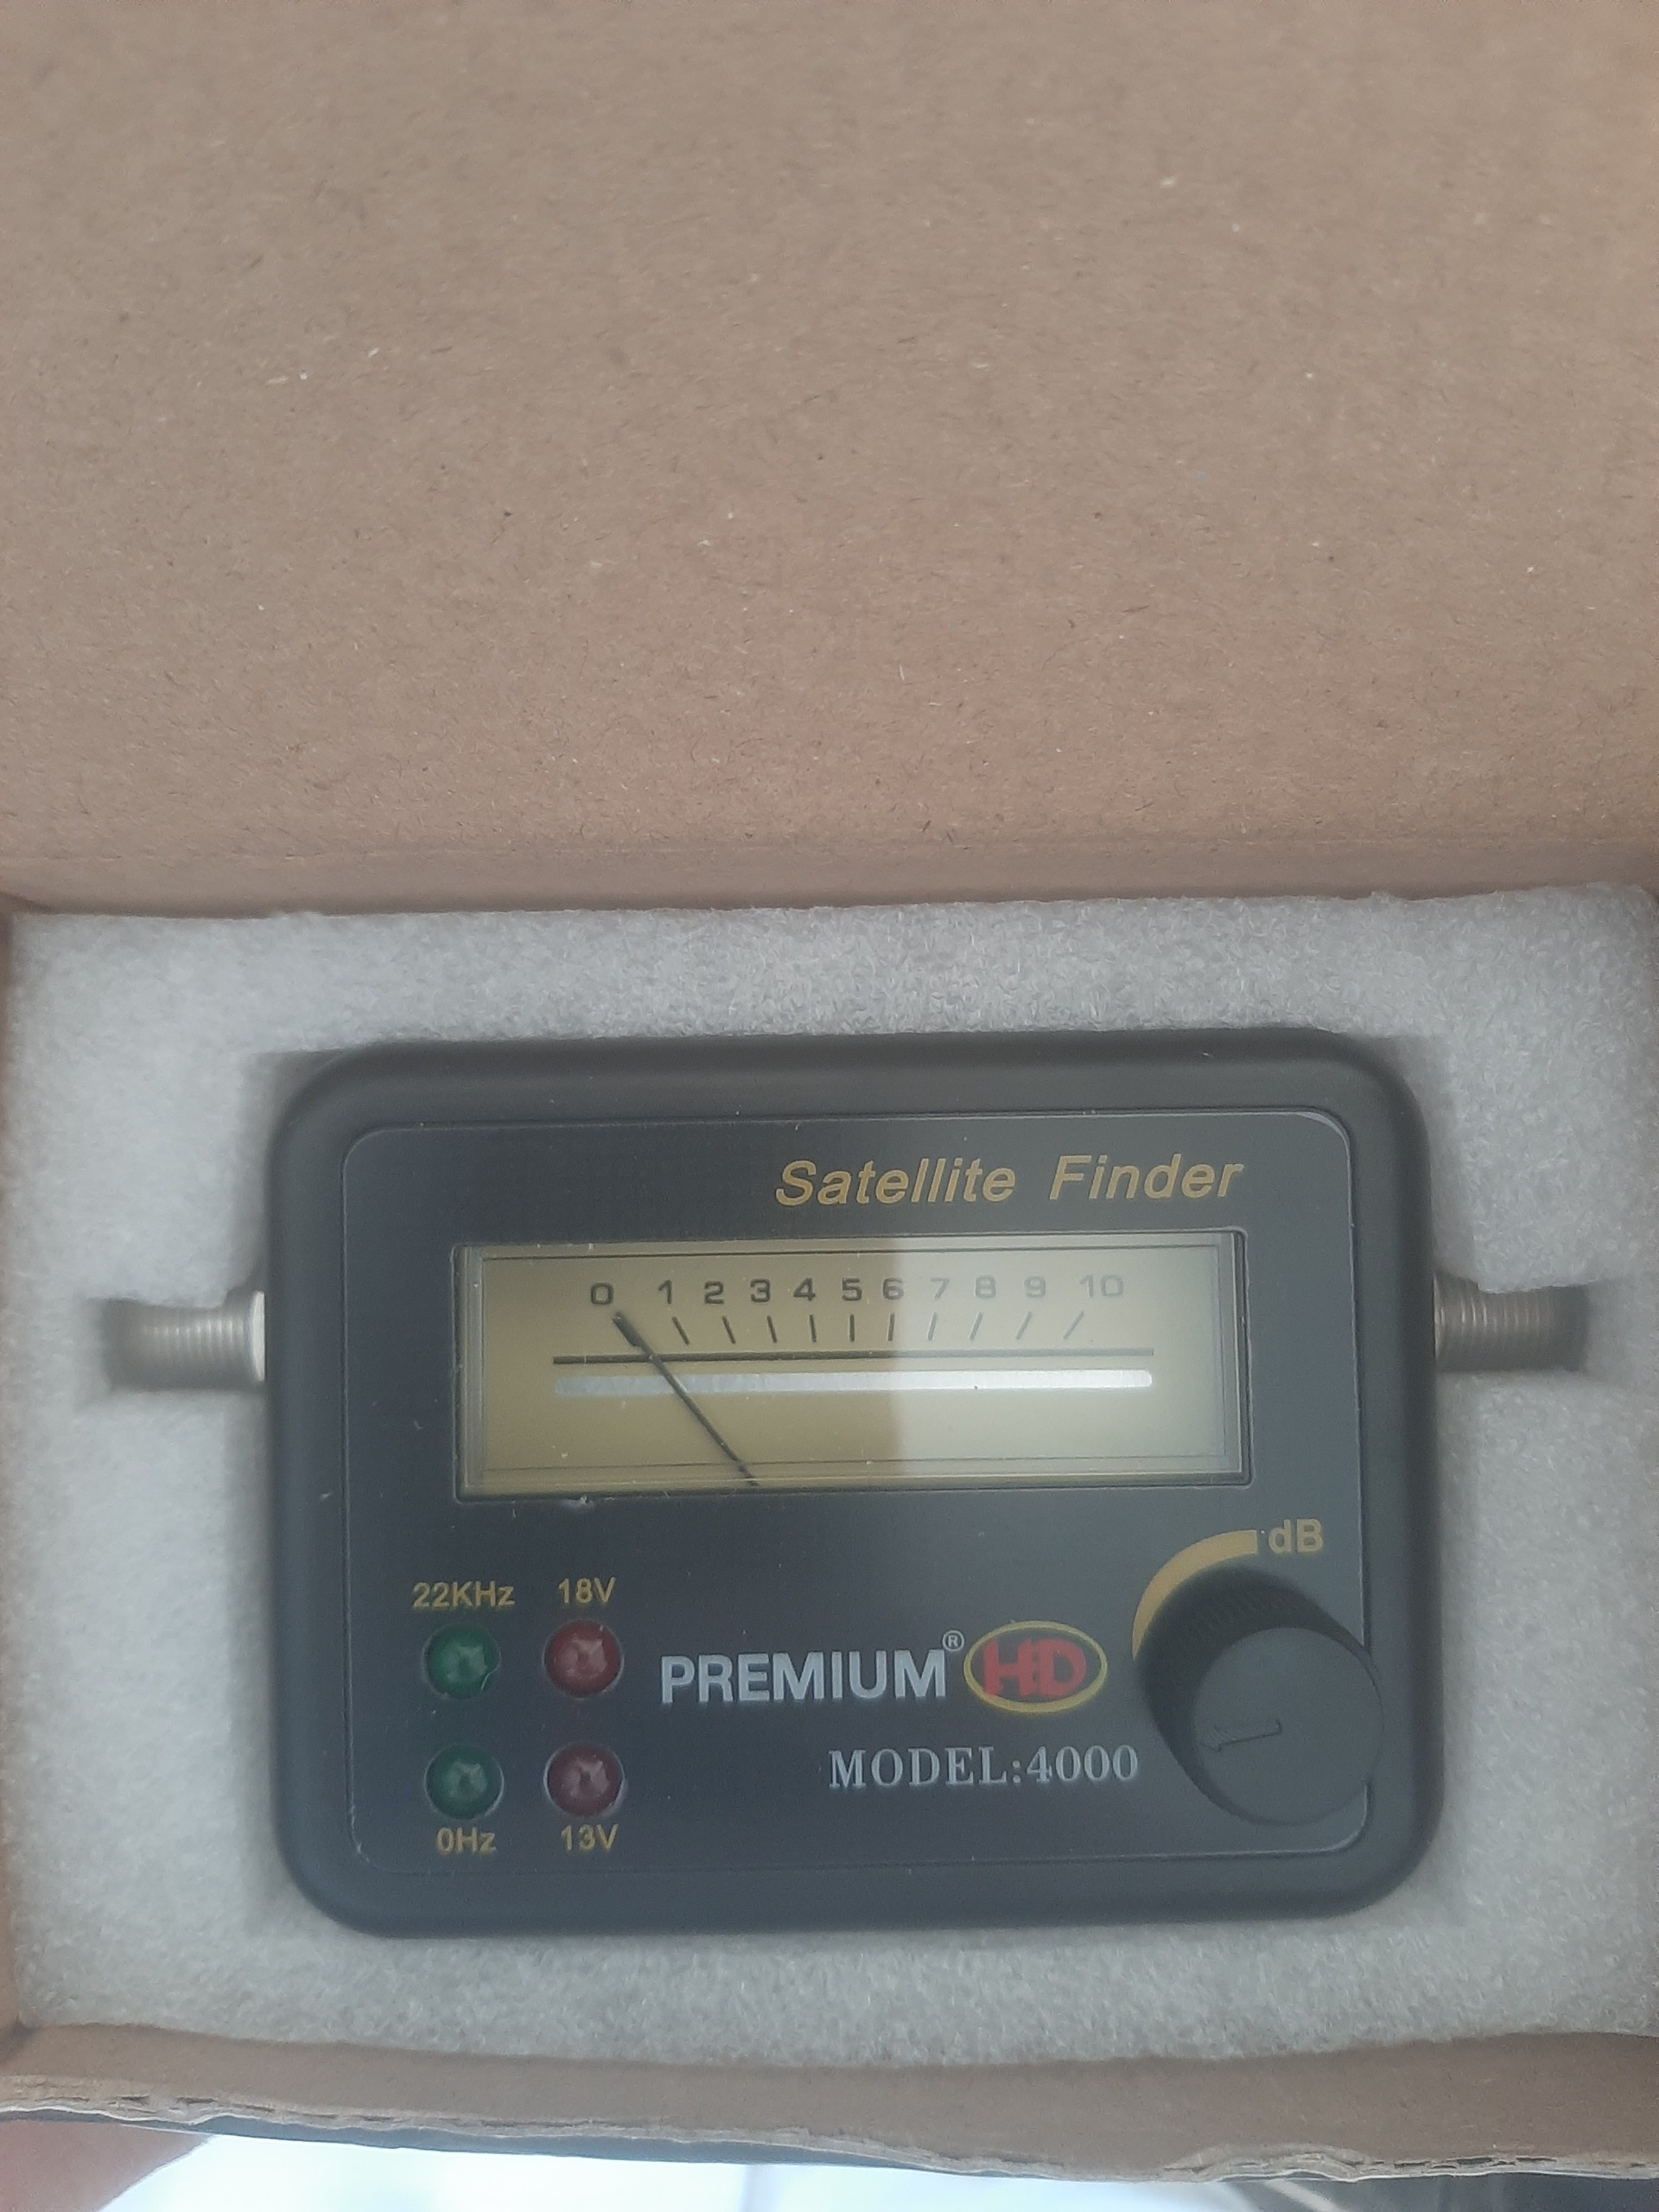 Satellite Finder
0 1 2 3 4 5 6 7 8 9 10
dB
22KHz 18V
PREMIUM® HD
MODEL:4000
0Hz 13V